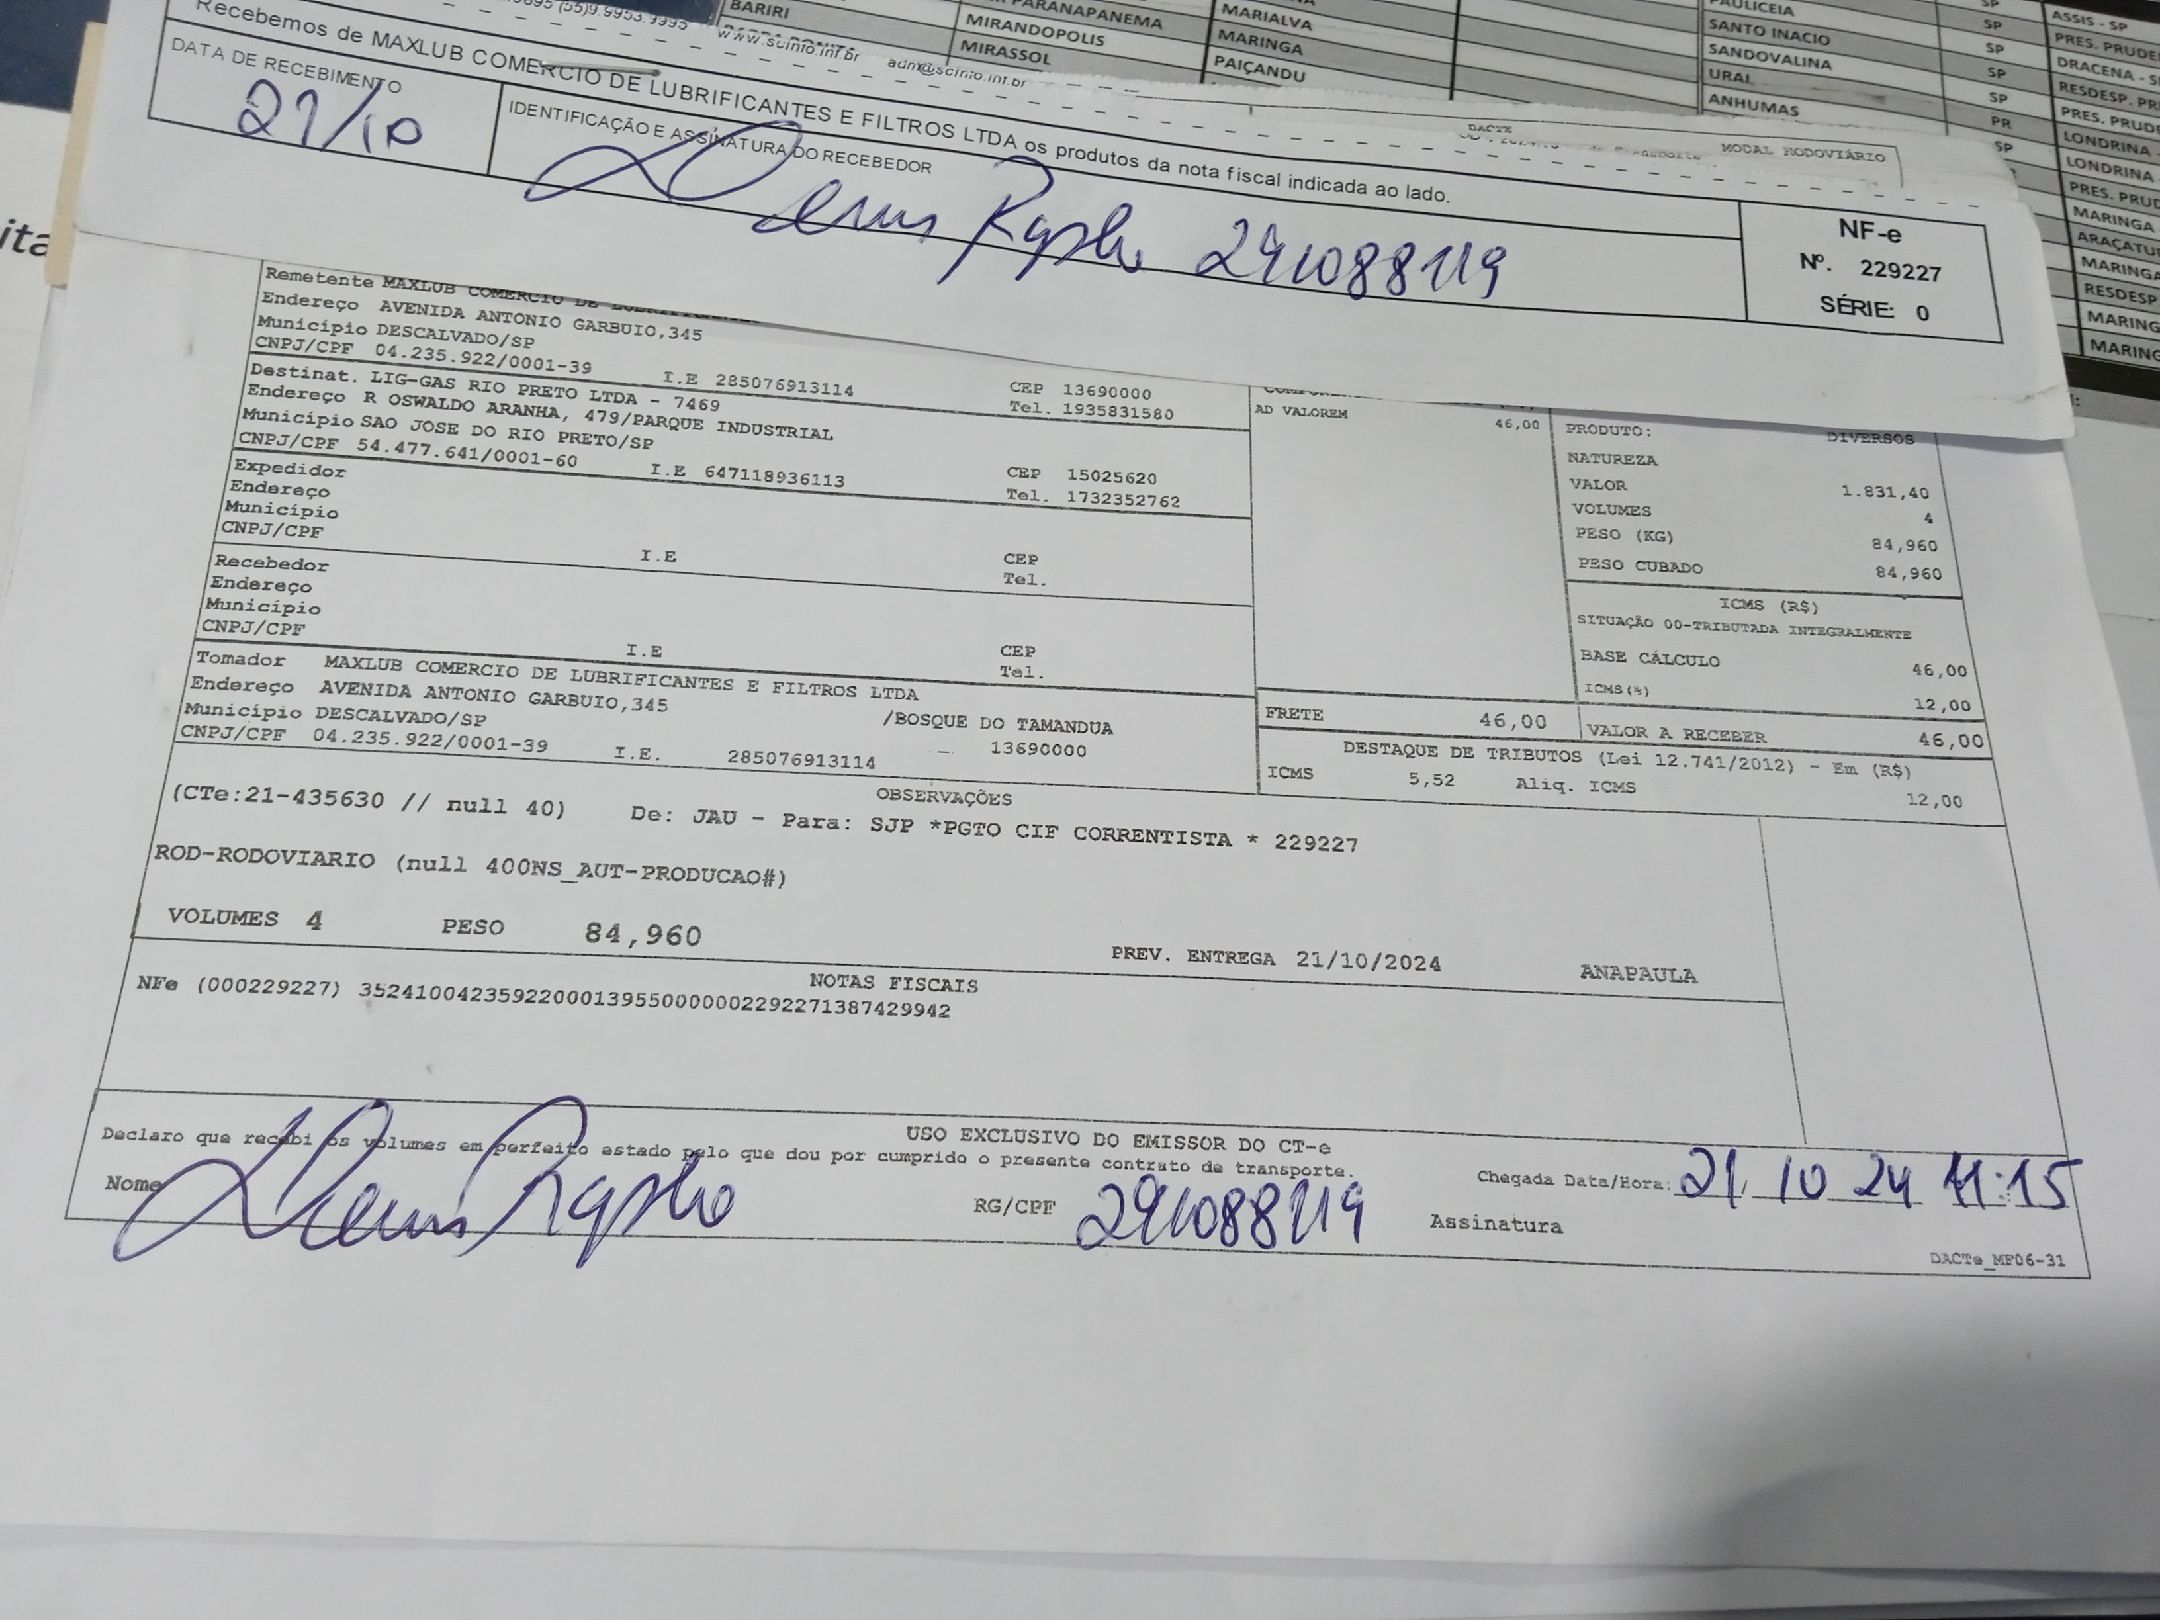 www.scinfo.inf.br adm@scinfo.inf.br
BARIRI
PARANAPANEMA
MIRANDOPOLIS
MIRASSOL
MARIALVA
MARINGA
PAIÇANDU
PAULICEIA
SANTO INACIO
SANDOVALINA
URAI
ANHUMAS
SP
SP
SP
SP
SP
PR
SP
ASSIS - SP
PRES. PRUDE
DRACENA - S
RESDESP. PR
PRES. PRUD
LONDRINA -
LONDRINA -
PRES. PRUD
MARINGA -
ARAÇATU
MARINGA
RESDESP
MARING
MARING
Recebemos de MAXLUB COMERCIO DE LUBRIFICANTES E FILTROS LTDA os produtos da nota fiscal indicada ao lado.
DATA DE RECEBIMENTO
21/10
IDENTIFICAÇÃO E ASSINATURA DO RECEBEDOR
241088119
NF-e
Nº. 229227
SÉRIE: 0
DACTE
MODAL RODOVIÁRIO
Remetente MAXLUB COMERCIO DE
Endereço AVENIDA ANTONIO GARBUIO,345
Município DESCALVADO/SP
CNPJ/CPF 04.235.922/0001-39 I.E 285076913114 CEP 13690000
Tel. 1935831580
Destinat. LIG-GAS RIO PRETO LTDA - 7469
Endereço R OSWALDO ARANHA, 479/PARQUE INDUSTRIAL
Município SAO JOSE DO RIO PRETO/SP
CNPJ/CPF 54.477.641/0001-60 I.E 647118936113 CEP 15025620
Tel. 1732352762
Expedidor
Endereço
Município
CNPJ/CPF I.E CEP
Tel.
Recebedor
Endereço
Município
CNPJ/CPF I.E CEP
Tel.
Tomador MAXLUB COMERCIO DE LUBRIFICANTES E FILTROS LTDA
Endereço AVENIDA ANTONIO GARBUIO,345 /BOSQUE DO TAMANDUA
Município DESCALVADO/SP 13690000
CNPJ/CPF 04.235.922/0001-39 I.E. 285076913114
AD VALOREM 46,00
PRODUTO: DIVERSOS
NATUREZA
VALOR 1.831,40
VOLUMES 4
PESO (KG) 84,960
PESO CUBADO 84,960
ICMS (R$)
SITUAÇÃO 00-TRIBUTADA INTEGRALMENTE
BASE CÁLCULO 46,00
ICMS(%) 12,00
FRETE 46,00 VALOR A RECEBER 46,00
DESTAQUE DE TRIBUTOS (Lei 12.741/2012) - Em (R$)
ICMS 5,52 Aliq. ICMS 12,00
OBSERVAÇÕES
(CTe:21-435630 // null 40) De: JAU - Para: SJP *PGTO CIF CORRENTISTA * 229227
ROD-RODOVIARIO (null 400NS_AUT-PRODUCAO#)
VOLUMES 4 PESO 84,960 PREV. ENTREGA 21/10/2024 ANAPAULA
NOTAS FISCAIS
NFe (000229227) 35241004235922000139550000002292271387429942
USO EXCLUSIVO DO EMISSOR DO CT-e
Declaro que recebi os volumes em perfeito estado pelo que dou por cumprido o presente contrato de transporte.
Chegada Data/Hora: 21 10 24 11:15
Nome RG/CPF 241088119 Assinatura
DACTe_MF06-31